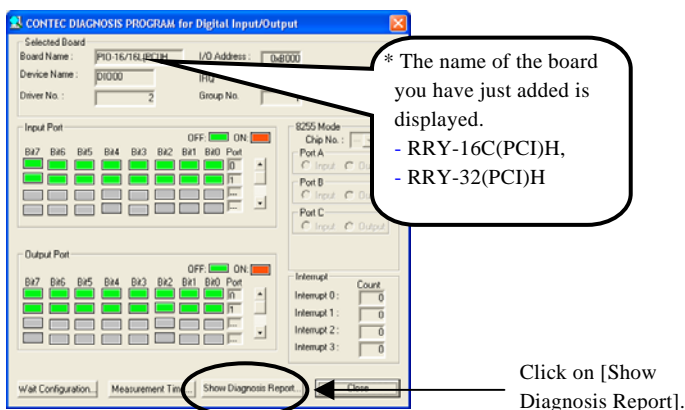 CONTEC DIAGNOSIS PROGRAM for Digital Input/Output
Selected Board
Board Name : PIO-16/16L(PCI)H I/O Address : 0xB000
Device Name : DIO00 IRQ
Driver No. : 2 Group No.
* The name of the board
you have just added is
displayed.
- RRY-16C(PCI)H,
- RRY-32(PCI)H
Input Port
OFF: ON:
Bit7 Bit6 Bit5 Bit4 Bit3 Bit2 Bit1 Bit0 Port
0
1
---
---
8255 Mode
Chip No. :
Port A
Input
Port B
Input
Port C
Input Output
Output Port
OFF: ON:
Bit7 Bit6 Bit5 Bit4 Bit3 Bit2 Bit1 Bit0 Port
0
1
---
---
Interrupt
Count
Interrupt 0 : 0
Interrupt 1 : 0
Interrupt 2 : 0
Interrupt 3 : 0
Wait Configuration... Measurement Time... Show Diagnosis Report... Close
Click on [Show
Diagnosis Report].